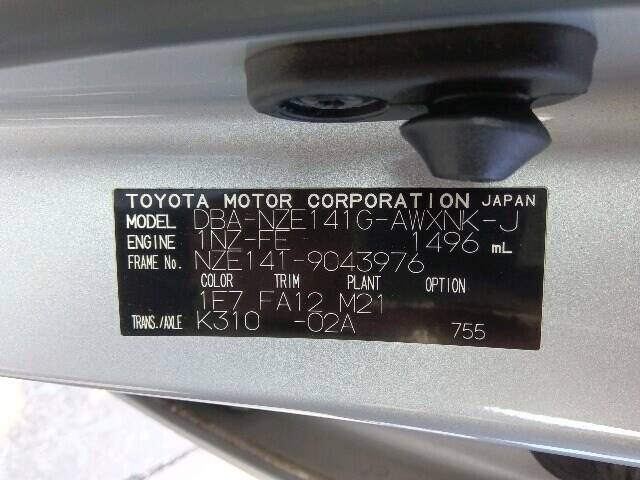 TOYOTA MOTOR CORPORATION JAPAN
MODEL DBA-NZE141G-AWXNK-J
ENGINE 1NZ-FE 1496 mL
FRAME No. NZE141-9043976
COLOR TRIM PLANT OPTION
1E7 FA12 M21
TRANS./AXLE K310 -02A 755